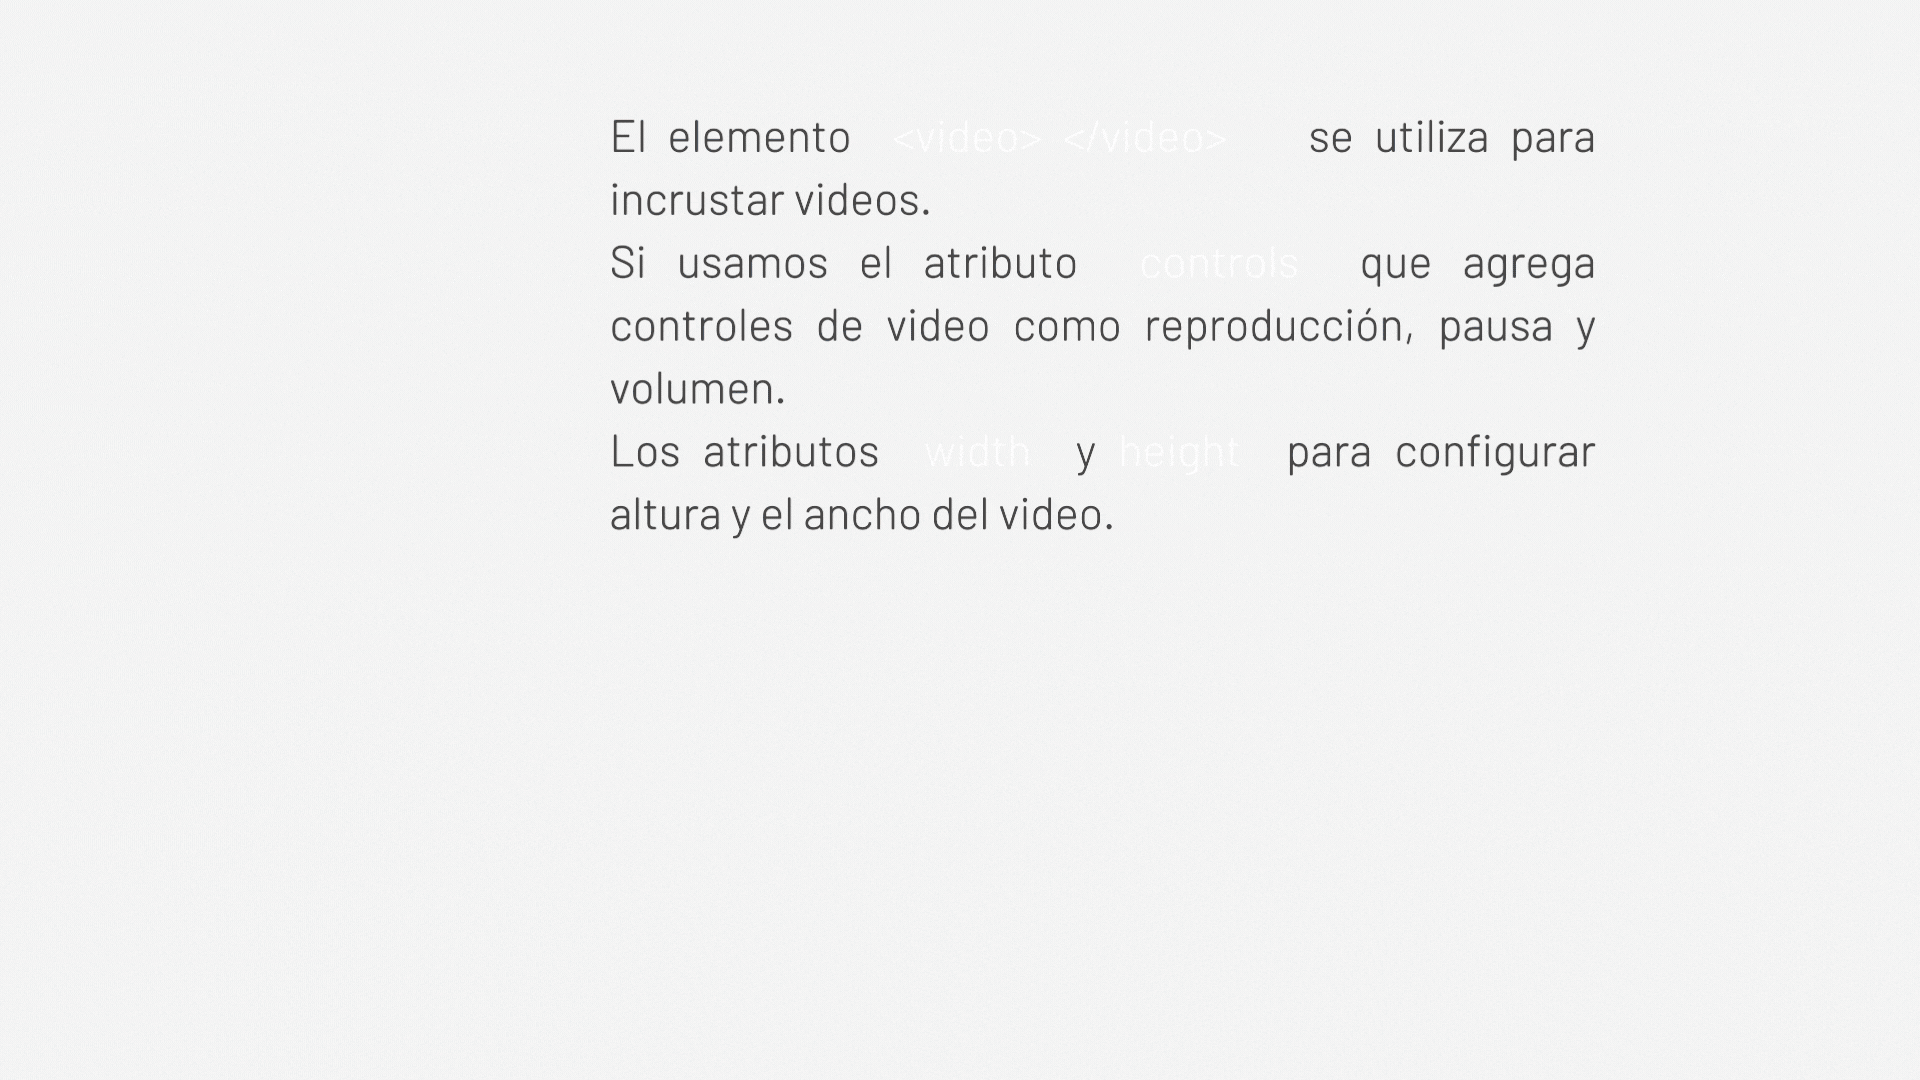 El elemento <video> </video> se utiliza para
incrustar videos.
Si usamos el atributo controls que agrega
controles de video como reproducción, pausa y
volumen.
Los atributos width y height para configurar
altura y el ancho del video.